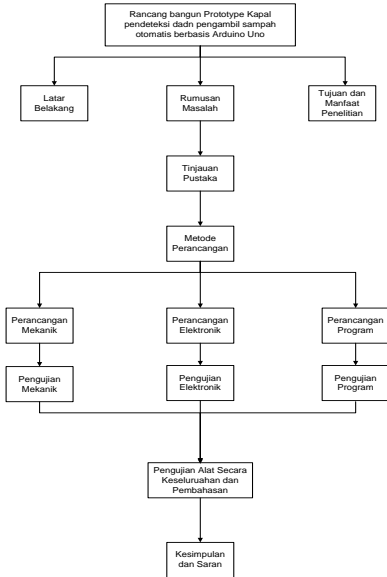 Rancang bangun Prototype Kapal
pendeteksi dadn pengambil sampah
otomatis berbasis Arduino Uno
Latar
Belakang
Rumusan
Masalah
Tujuan dan
Manfaat
Penelitian
Tinjauan
Pustaka
Metode
Perancangan
Perancangan
Mekanik
Perancangan
Elektronik
Perancangan
Program
Pengujian
Mekanik
Pengujian
Elektronik
Pengujian
Program
Pengujian Alat Secara
Keseluruahan dan
Pembahasan
Kesimpulan
dan Saran